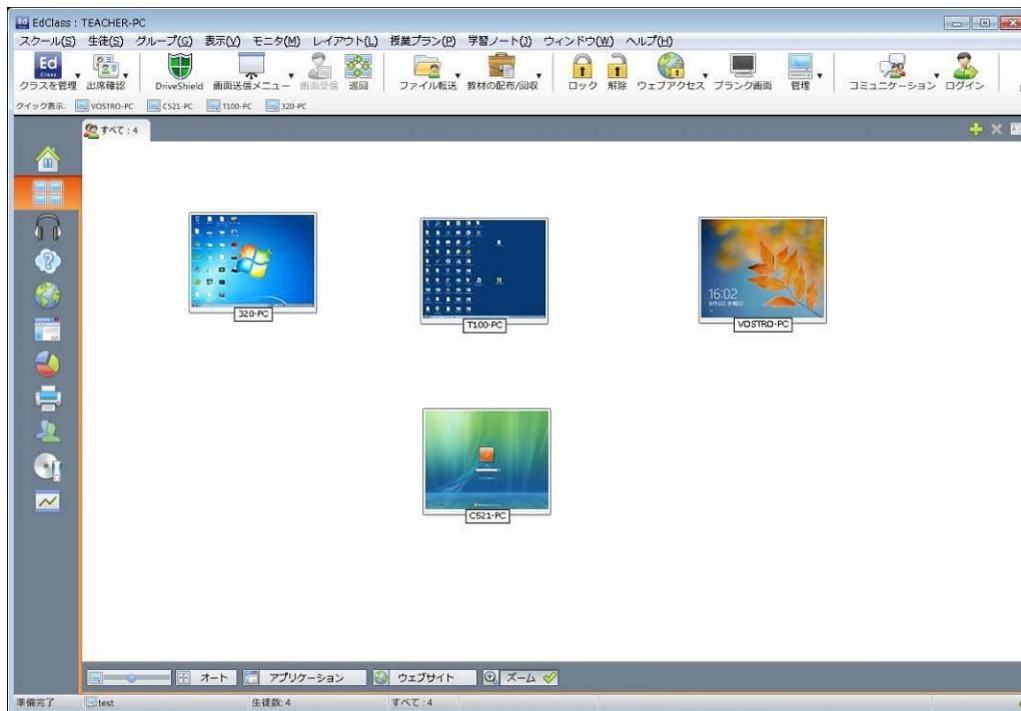 EdClass : TEACHER-PC
スクール(S) 生徒(S) グループ(G) 表示(V) モニタ(M) レイアウト(L) 授業プラン(P) 学習ノート(J) ウィンドウ(W) ヘルプ(H)
Ed
Class
クラスを管理 出席確認 DriveShield 画面送信メニュー 画面受信 巡回 ファイル転送 教材の配布/回収 ロック 解除 ウェブアクセス ブランク画面 管理 コミュニケーション ログイン
クイック表示: VOSTRO-PC C521-PC T100-PC 320-PC
すべて : 4
16:02
320-PC
T100-PC
VOSTRO-PC
C521-PC
オート アプリケーション ウェブサイト ズーム
準備完了 test 生徒数: 4 すべて : 4